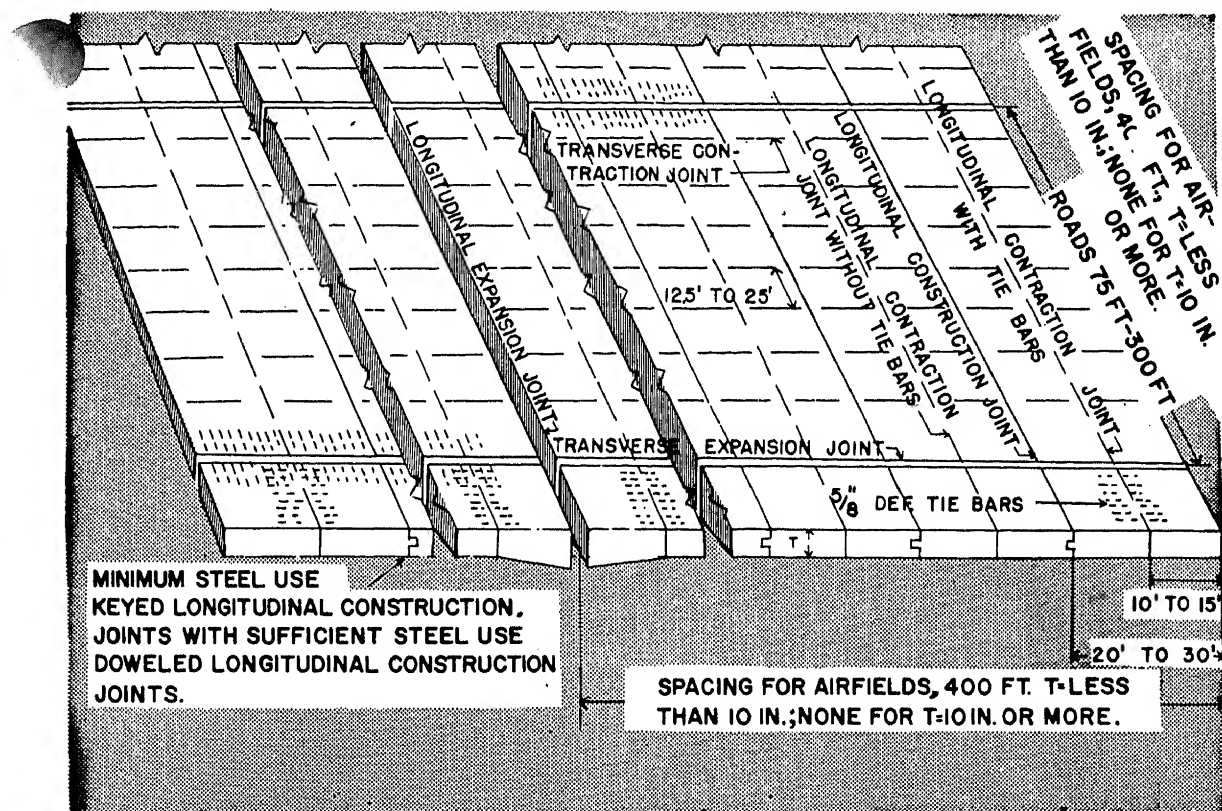 SPACING FOR AIR-
FIELDS, 40 FT., T=LESS
THAN 10 IN.; NONE FOR T=10 IN.
OR MORE.
ROADS 75 FT-300 FT
LONGITUDINAL EXPANSION JOINT
TRANSVERSE CON-
TRACTION JOINT
12.5' TO 25'
LONGITUDINAL CONTRACTION
JOINT WITHOUT TIE BARS
LONGITUDINAL CONSTRUCTION JOINT
LONGITUDINAL CONTRACTION JOINT
WITH TIE BARS
TRANSVERSE EXPANSION JOINT
5/8" DEF. TIE BARS
T
MINIMUM STEEL USE
KEYED LONGITUDINAL CONSTRUCTION.
JOINTS WITH SUFFICIENT STEEL USE
DOWELED LONGITUDINAL CONSTRUCTION
JOINTS.
10' TO 15'
20' TO 30'
SPACING FOR AIRFIELDS, 400 FT. T=LESS
THAN 10 IN.; NONE FOR T=10 IN. OR MORE.